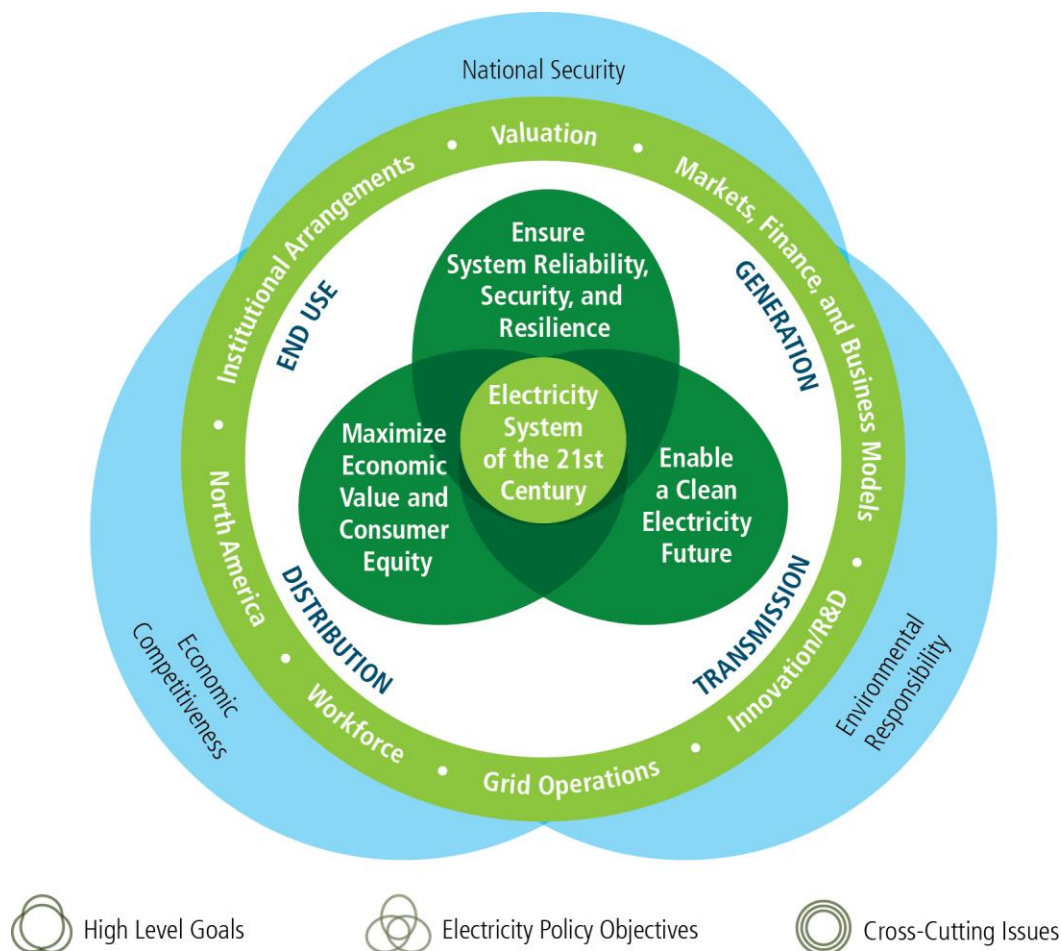 National Security
Valuation
Markets, Finance, and Business Models
Institutional Arrangements
END USE
GENERATION
Ensure
System Reliability,
Security, and
Resilience
Electricity
System
of the 21st
Century
Maximize
Economic
Value and
Consumer
Equity
Enable
a Clean
Electricity
Future
North America
DISTRIBUTION
TRANSMISSION
Innovation/R&D
Workforce
Grid Operations
Economic
Competitiveness
Environmental
Responsibility
High Level Goals
Electricity Policy Objectives
Cross-Cutting Issues